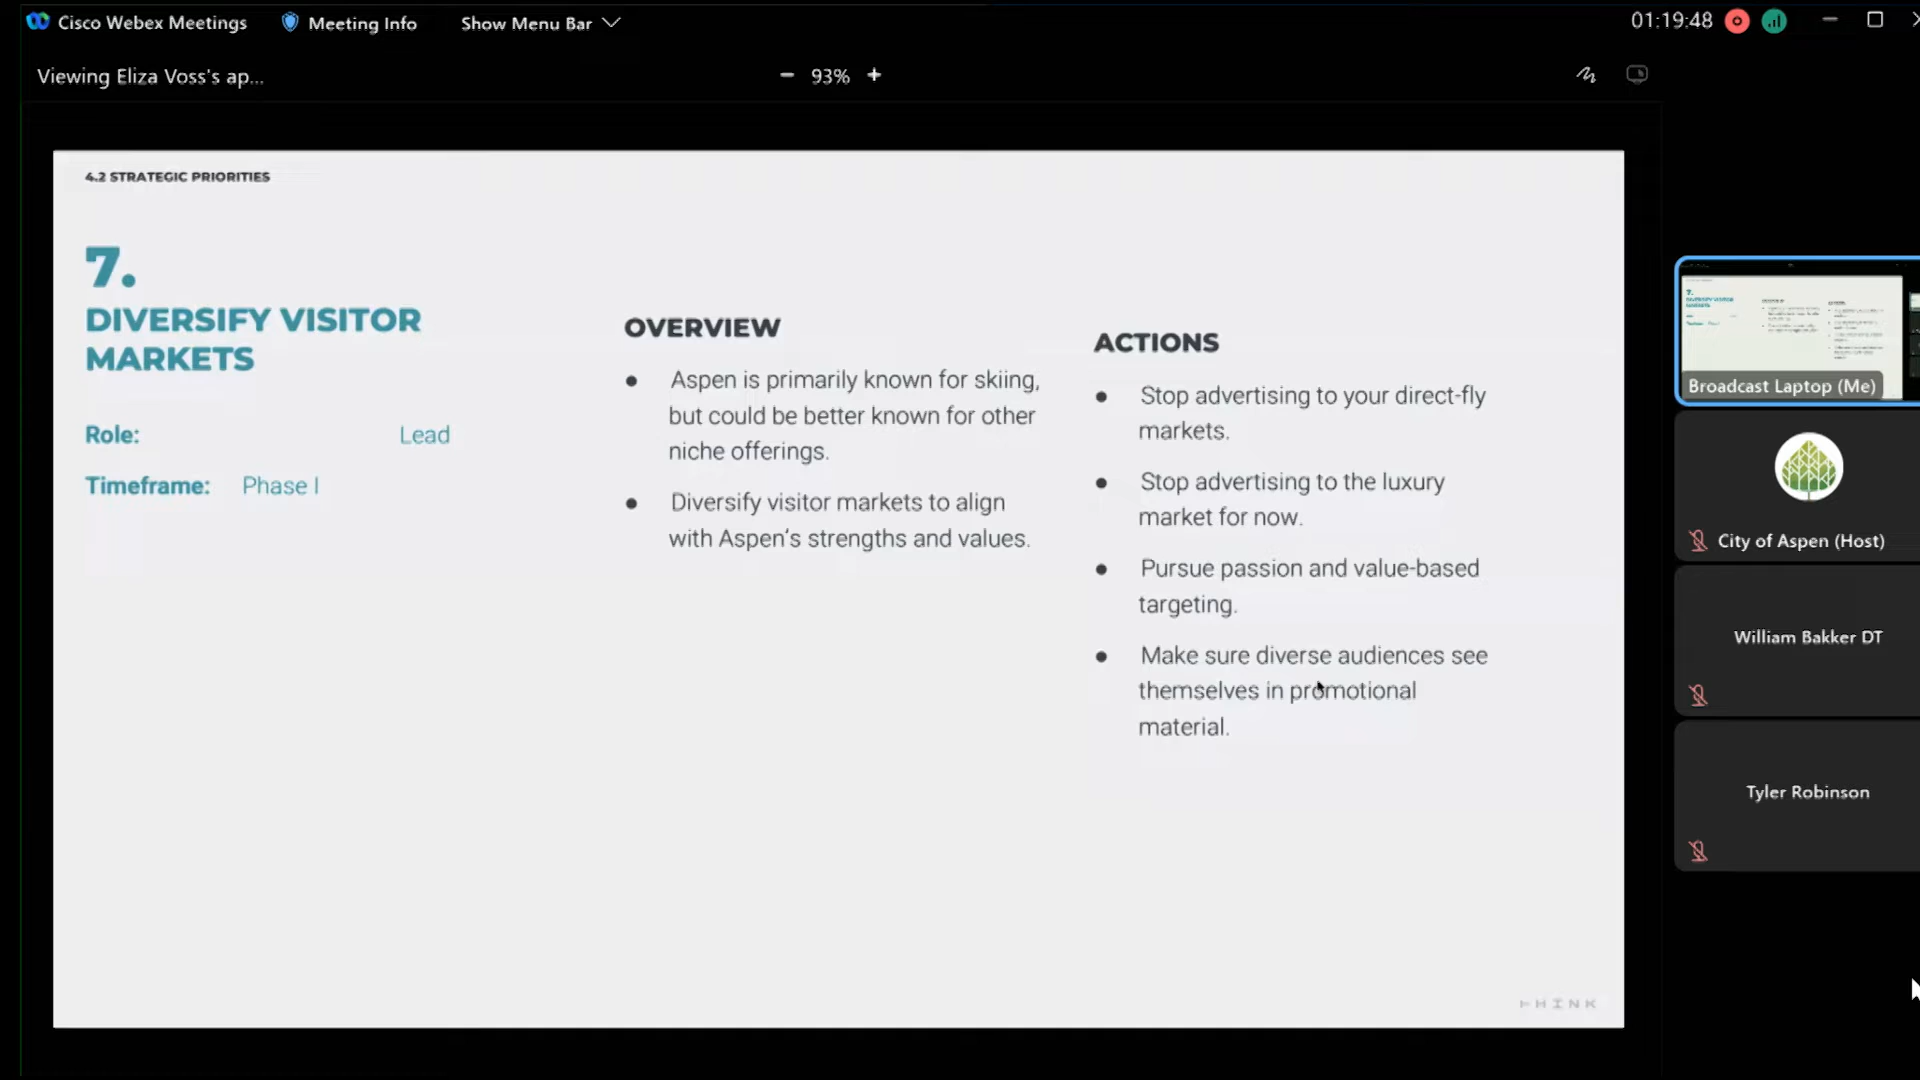 Cisco Webex Meetings
Meeting Info
Show Menu Bar
01:19:48
Viewing Eliza Voss's ap...
93%
4.2 STRATEGIC PRIORITIES
7.
DIVERSIFY VISITOR
MARKETS
Role: Lead
Timeframe: Phase I
OVERVIEW
● Aspen is primarily known for skiing,
but could be better known for other
niche offerings.
● Diversify visitor markets to align
with Aspen's strengths and values.
ACTIONS
● Stop advertising to your direct-fly
markets.
● Stop advertising to the luxury
market for now.
● Pursue passion and value-based
targeting.
● Make sure diverse audiences see
themselves in promotional
material.
THINK
Broadcast Laptop (Me)
City of Aspen (Host)
William Bakker DT
Tyler Robinson